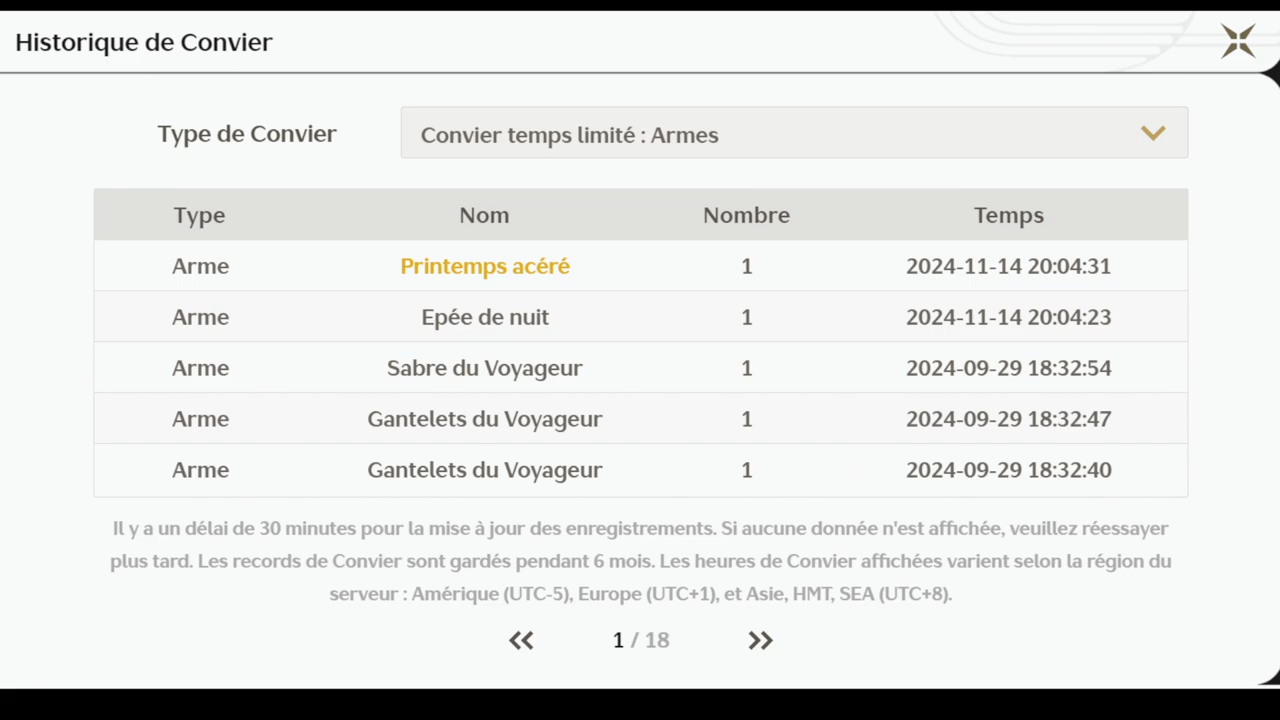 Historique de Convier
Type de Convier Convier temps limité : Armes
Type Nom Nombre Temps
Arme Printemps acéré 1 2024-11-14 20:04:31
Arme Epée de nuit 1 2024-11-14 20:04:23
Arme Sabre du Voyageur 1 2024-09-29 18:32:54
Arme Gantelets du Voyageur 1 2024-09-29 18:32:47
Arme Gantelets du Voyageur 1 2024-09-29 18:32:40
Il y a un délai de 30 minutes pour la mise à jour des enregistrements. Si aucune donnée n'est affichée, veuillez réessayer
plus tard. Les records de Convier sont gardés pendant 6 mois. Les heures de Convier affichées varient selon la région du
serveur : Amérique (UTC-5), Europe (UTC+1), et Asie, HMT, SEA (UTC+8).
1 / 18